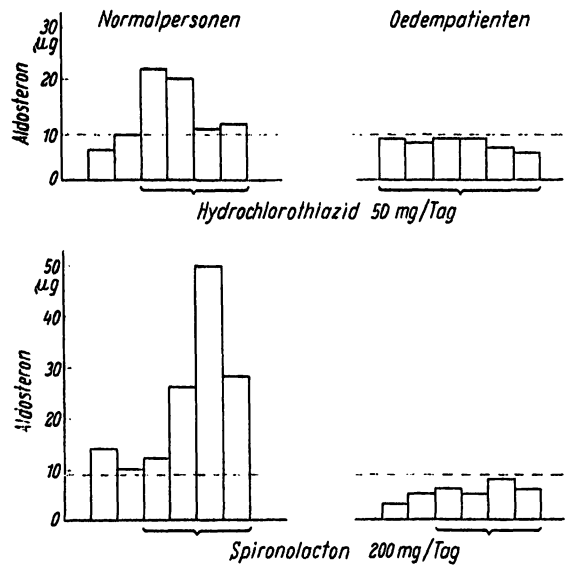 Normalpersonen
Oedempatienten
Aldosteron
30
µg
20
10
0
Hydrochlorothiazid 50 mg/Tag
Aldosteron
50
µg
40
30
20
10
0
Spironolacton 200 mg/Tag